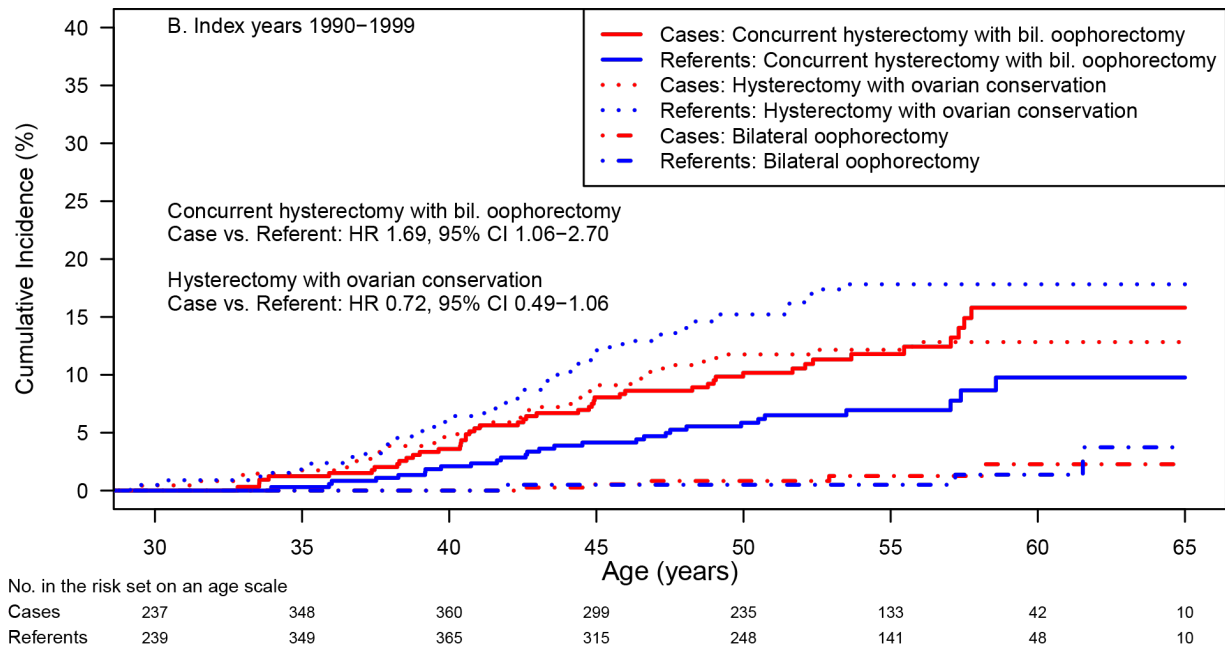 B. Index years 1990−1999
Cases: Concurrent hysterectomy with bil. oophorectomy
Referents: Concurrent hysterectomy with bil. oophorectomy
Cases: Hysterectomy with ovarian conservation
Referents: Hysterectomy with ovarian conservation
Cases: Bilateral oophorectomy
Referents: Bilateral oophorectomy
Concurrent hysterectomy with bil. oophorectomy
Case vs. Referent: HR 1.69, 95% CI 1.06−2.70
Hysterectomy with ovarian conservation
Case vs. Referent: HR 0.72, 95% CI 0.49−1.06
Cumulative Incidence (%)
40
35
30
25
20
15
10
5
0
30 35 40 45 50 55 60 65
Age (years)
No. in the risk set on an age scale
Cases 237 348 360 299 235 133 42 10
Referents 239 349 365 315 248 141 48 10